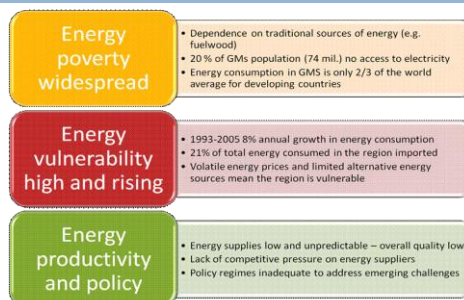 Energy
poverty
widespread
• Dependence on traditional sources of energy (e.g.
fuelwood)
• 20 % of GMs population (74 mil.) no access to electricity
• Energy consumption in GMS is only 2/3 of the world
average for developing countries
Energy
vulnerability
high and rising
• 1993-2005 8% annual growth in energy consumption
• 21% of total energy consumed in the region imported
• Volatile energy prices and limited alternative energy
sources mean the region is vulnerable
Energy
productivity
and policy
• Energy supplies low and unpredictable – overall quality low
• Lack of competitive pressure on energy suppliers
• Policy regimes inadequate to address emerging challenges